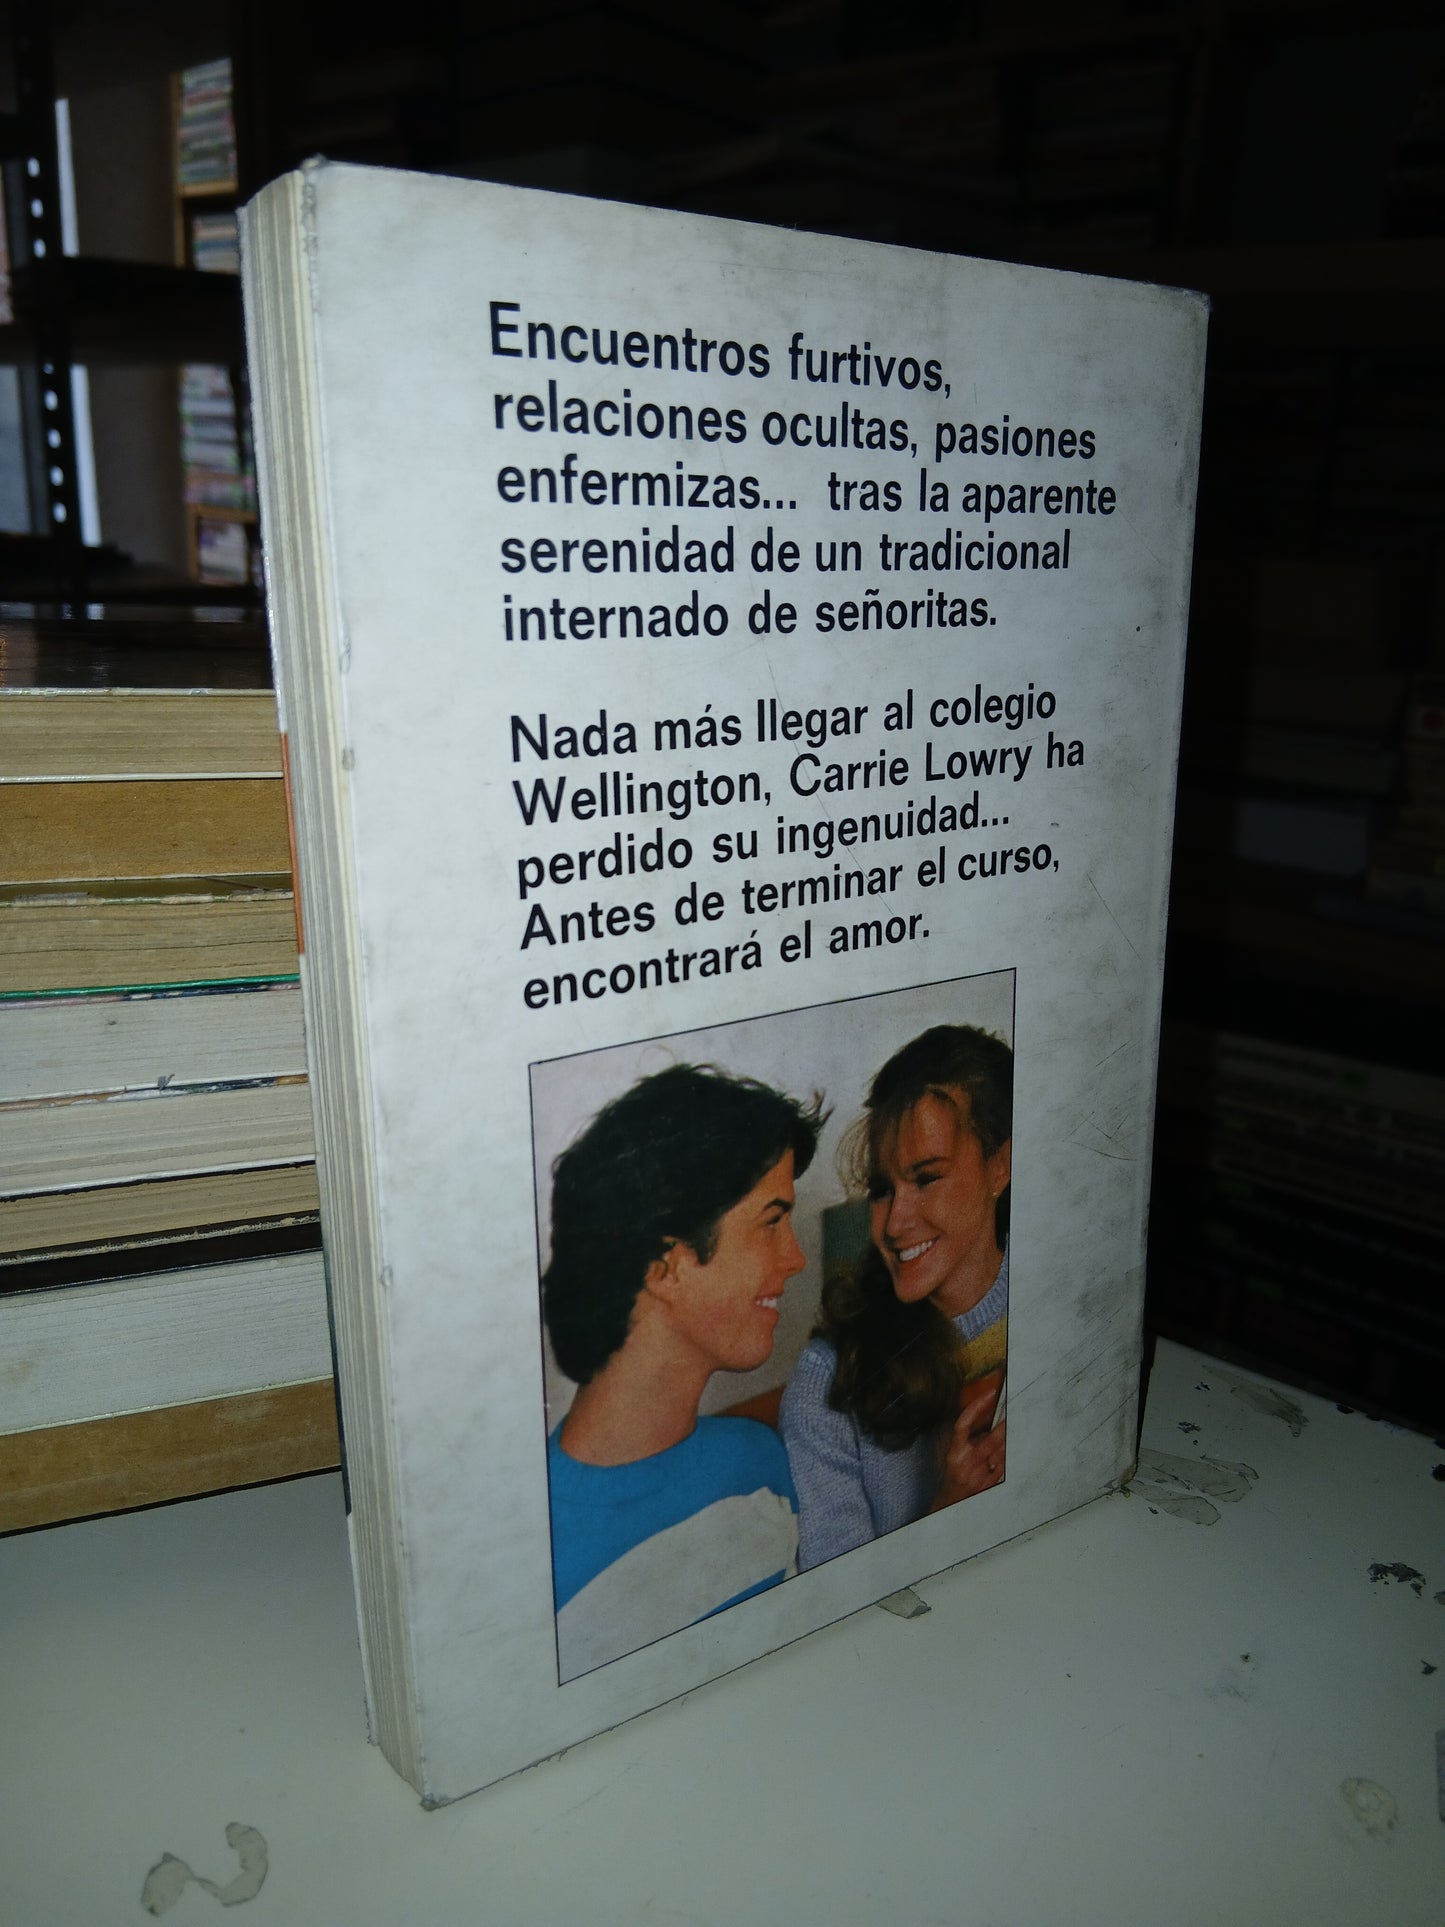 Encuentros furtivos,
relaciones ocultas, pasiones
enfermizas... tras la aparente
serenidad de un tradicional
internado de señoritas.
Nada más llegar al colegio
Wellington, Carrie Lowry ha
perdido su ingenuidad...
Antes de terminar el curso,
encontrará el amor.